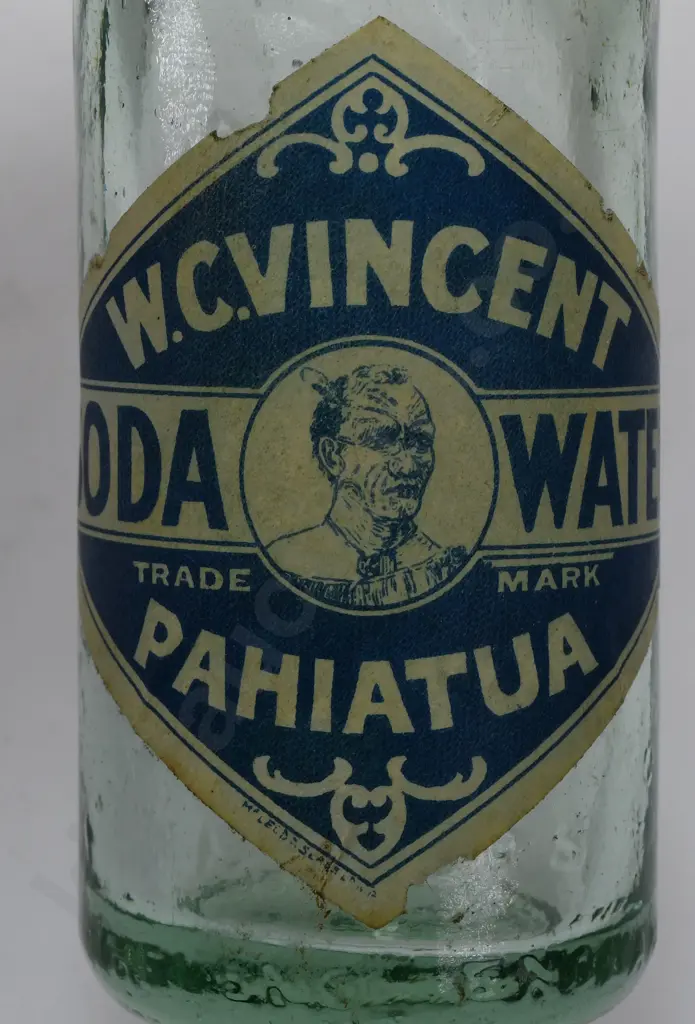 W.C.VINCENT
ODA WATE
TRADE MARK
PAHIATUA